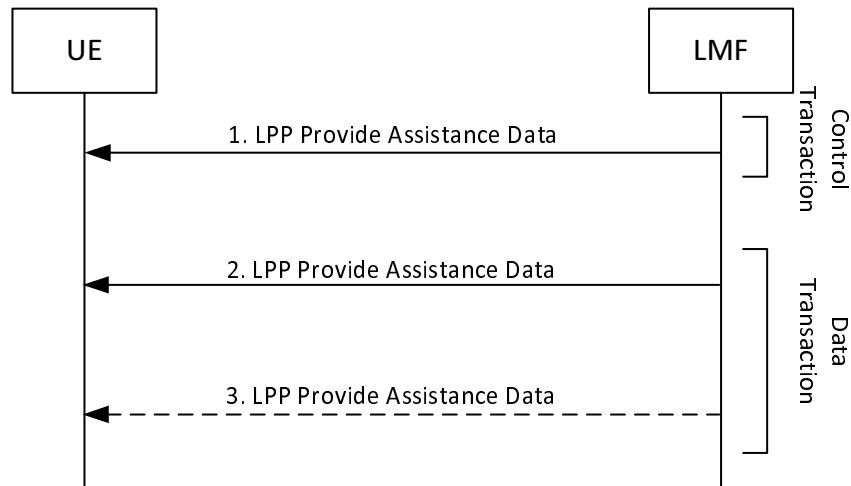 UE
LMF
1. LPP Provide Assistance Data
Control
Transaction
2. LPP Provide Assistance Data
Data
Transaction
3. LPP Provide Assistance Data